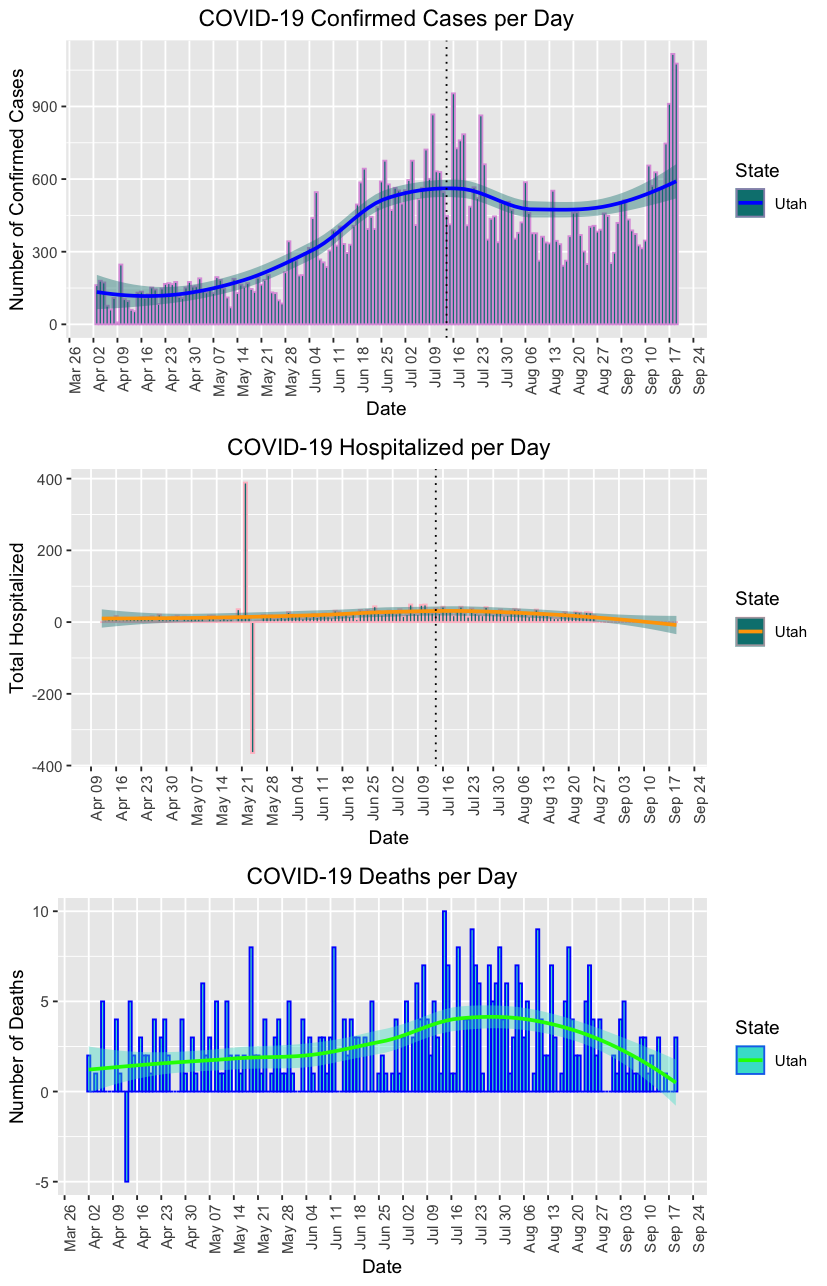 COVID-19 Confirmed Cases per Day
Number of Confirmed Cases
900
600
300
0
Mar 26
Apr 02
Apr 09
Apr 16
Apr 23
Apr 30
May 07
May 14
May 21
May 28
Jun 04
Jun 11
Jun 18
Jun 25
Jul 02
Jul 09
Jul 16
Jul 23
Jul 30
Aug 06
Aug 13
Aug 20
Aug 27
Sep 03
Sep 10
Sep 17
Sep 24
Date
State
Utah
COVID-19 Hospitalized per Day
Total Hospitalized
400
200
0
-200
-400
Apr 09
Apr 16
Apr 23
Apr 30
May 07
May 14
May 21
May 28
Jun 04
Jun 11
Jun 18
Jun 25
Jul 02
Jul 09
Jul 16
Jul 23
Jul 30
Aug 06
Aug 13
Aug 20
Aug 27
Sep 03
Sep 10
Sep 17
Sep 24
Date
State
Utah
COVID-19 Deaths per Day
Number of Deaths
10
5
0
-5
Mar 26
Apr 02
Apr 09
Apr 16
Apr 23
Apr 30
May 07
May 14
May 21
May 28
Jun 04
Jun 11
Jun 18
Jun 25
Jul 02
Jul 09
Jul 16
Jul 23
Jul 30
Aug 06
Aug 13
Aug 20
Aug 27
Sep 03
Sep 10
Sep 17
Sep 24
Date
State
Utah